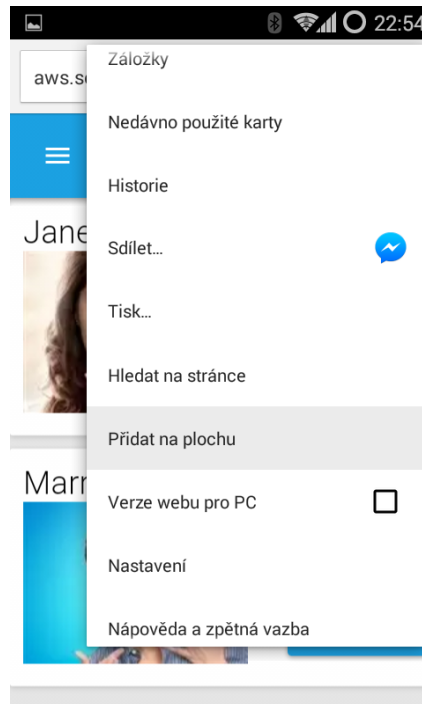 22:54
aws.s
Záložky
Nedávno použité karty
Historie
Jane
Sdílet...
Tisk...
Hledat na stránce
Přidat na plochu
Marr
Verze webu pro PC
Nastavení
Nápověda a zpětná vazba